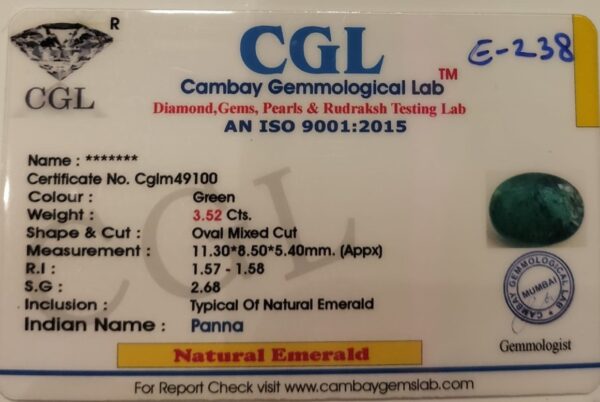 R
CGL
CGL
TM
E-238
Cambay Gemmological Lab
Diamond,Gems, Pearls & Rudraksh Testing Lab
AN ISO 9001:2015
Name : *******
Certificate No. Cglm49100
Colour : Green
Weight : 3.52 Cts.
Shape & Cut : Oval Mixed Cut
Measurement : 11.30*8.50*5.40mm. (Appx)
R.I : 1.57 - 1.58
S.G : 2.68
Inclusion : Typical Of Natural Emerald
Indian Name : Panna
CGL
CAMBAY GEMMOLOGICAL LAB
MUMBAI
Gemmologist
Natural Emerald
For Report Check visit www.cambaygemslab.com